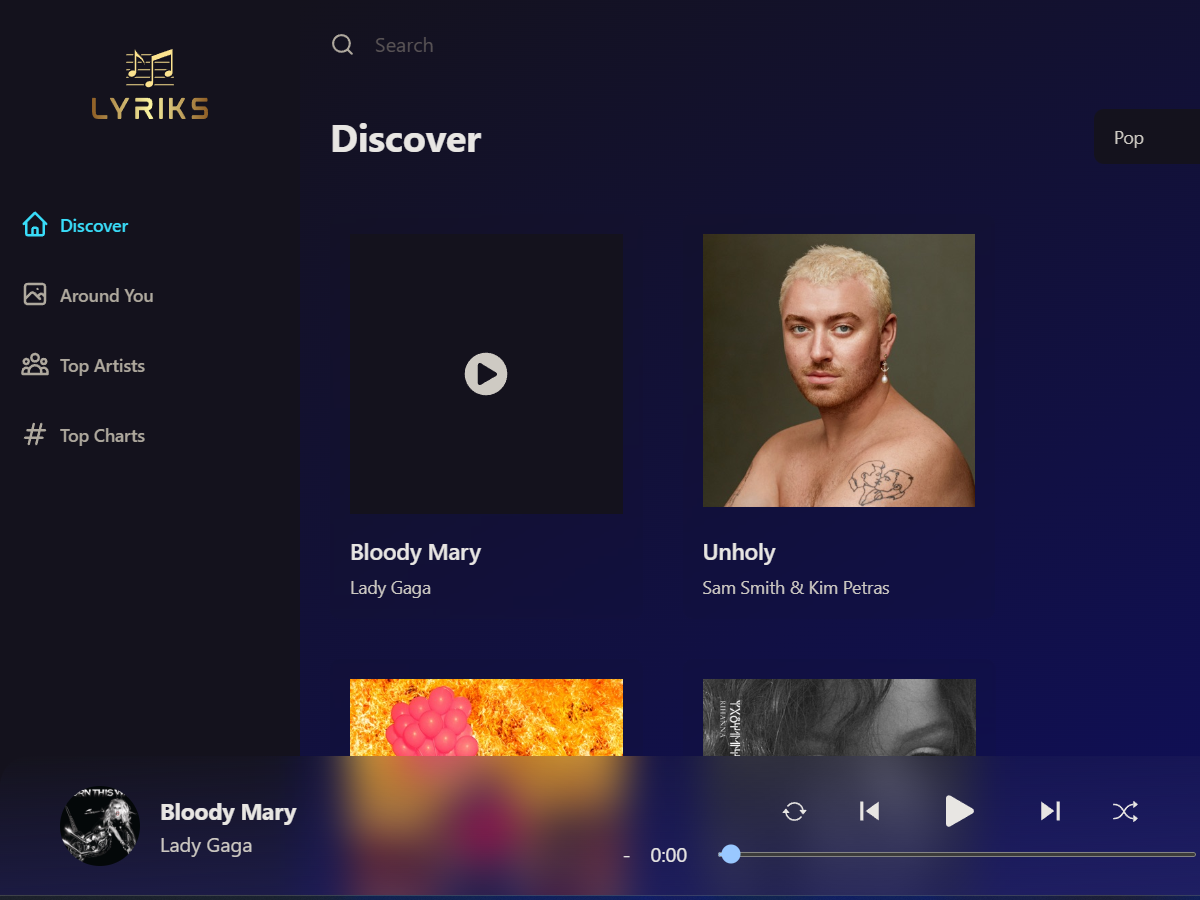 LYRIKS
Search
Discover
Pop
Discover
Around You
Top Artists
Top Charts
Bloody Mary
Lady Gaga
Unholy
Sam Smith & Kim Petras
RIHANNA
Bloody Mary
Lady Gaga
- 0:00